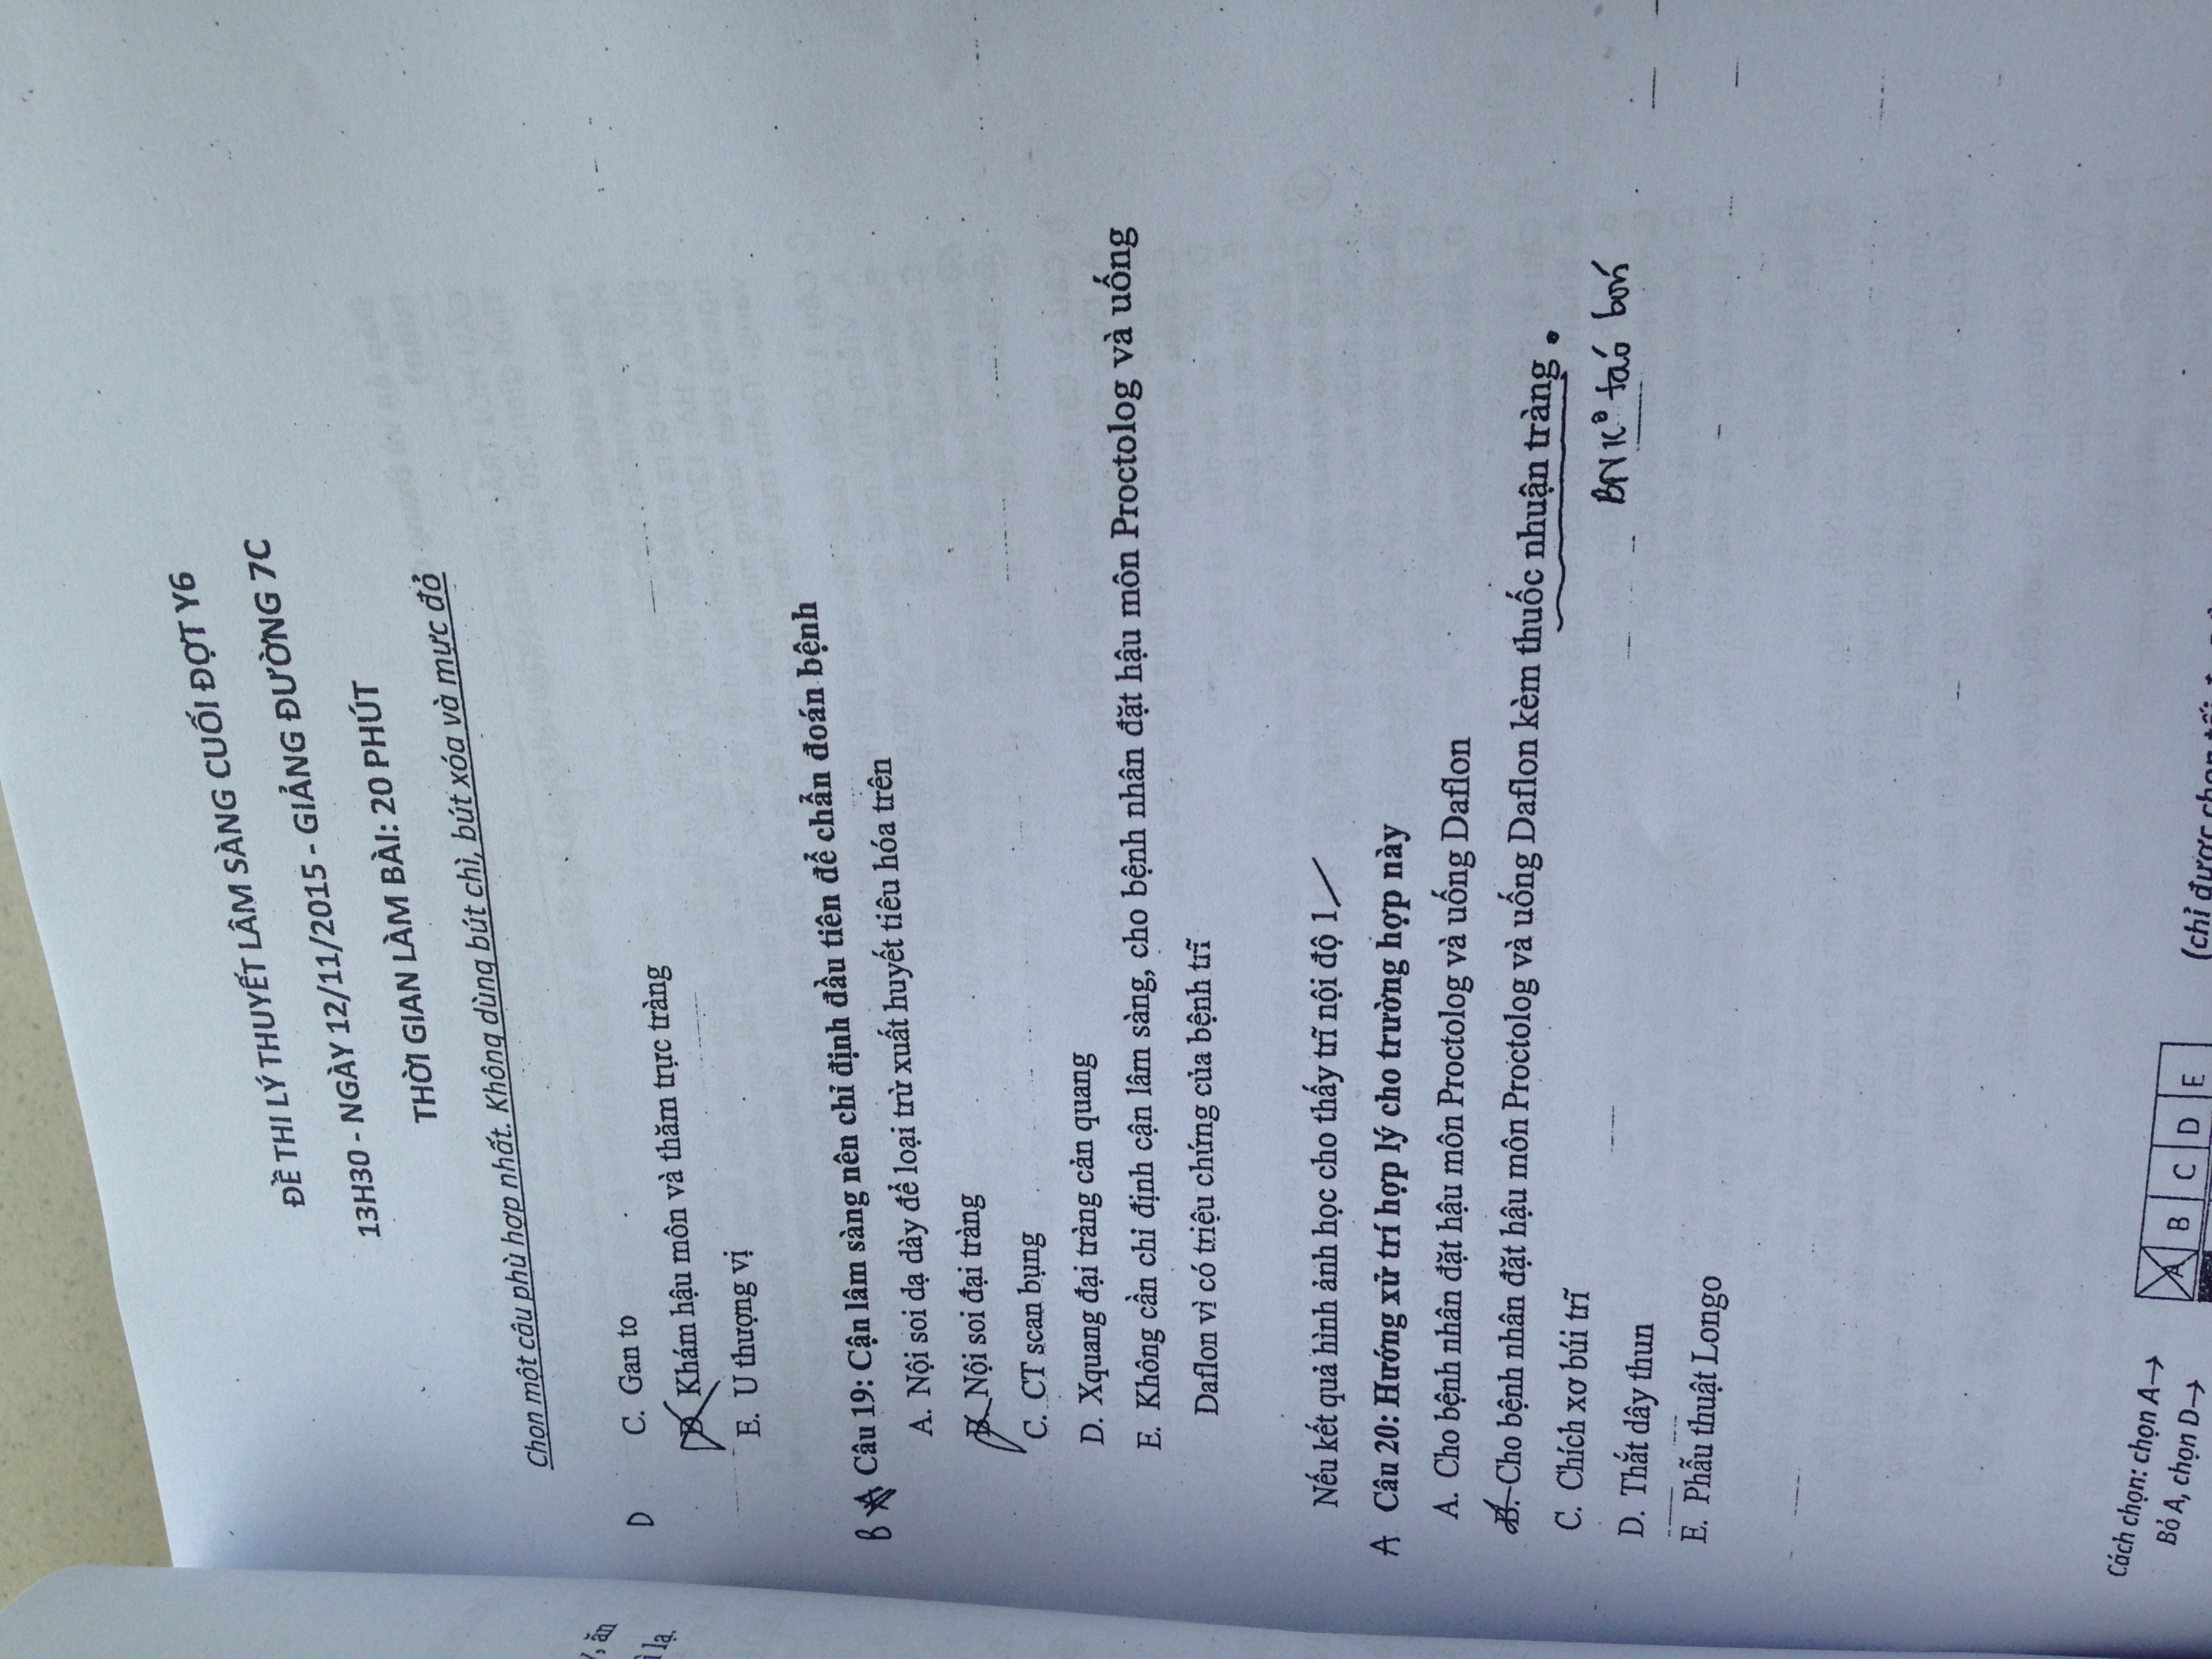 ĐỀ THI LÝ THUYẾT LÂM SÀNG CUỐI ĐỢT Y6
13H30 - NGÀY 12/11/2015 - GIẢNG ĐƯỜNG 7C
THỜI GIAN LÀM BÀI: 20 PHÚT
Chọn một câu phù hợp nhất. Không dùng bút chì, bút xóa và mực đỏ
, ăn
lạ.
D C. Gan to
D. Khám hậu môn và thăm trực tràng
E. U thượng vị
B A Câu 19: Cận lâm sàng nên chỉ định đầu tiên để chẩn đoán bệnh
A. Nội soi dạ dày để loại trừ xuất huyết tiêu hóa trên
B. Nội soi đại tràng
C. CT scan bụng
D. Xquang đại tràng cản quang
E. Không cần chỉ định cận lâm sàng, cho bệnh nhân đặt hậu môn Proctolog và uống
Daflon vì có triệu chứng của bệnh trĩ
Nếu kết quả hình ảnh học cho thấy trĩ nội độ 1
A Câu 20: Hướng xử trí hợp lý cho trường hợp này
A. Cho bệnh nhân đặt hậu môn Proctolog và uống Daflon
B. Cho bệnh nhân đặt hậu môn Proctolog và uống Daflon kèm thuốc nhuận tràng.
BN K° táo bón
C. Chích xơ búi trĩ
D. Thắt dây thun
E. Phẫu thuật Longo
Cách chọn: chọn A→ A B C D E
Bỏ A, chọn D→ (chỉ được chọn tối